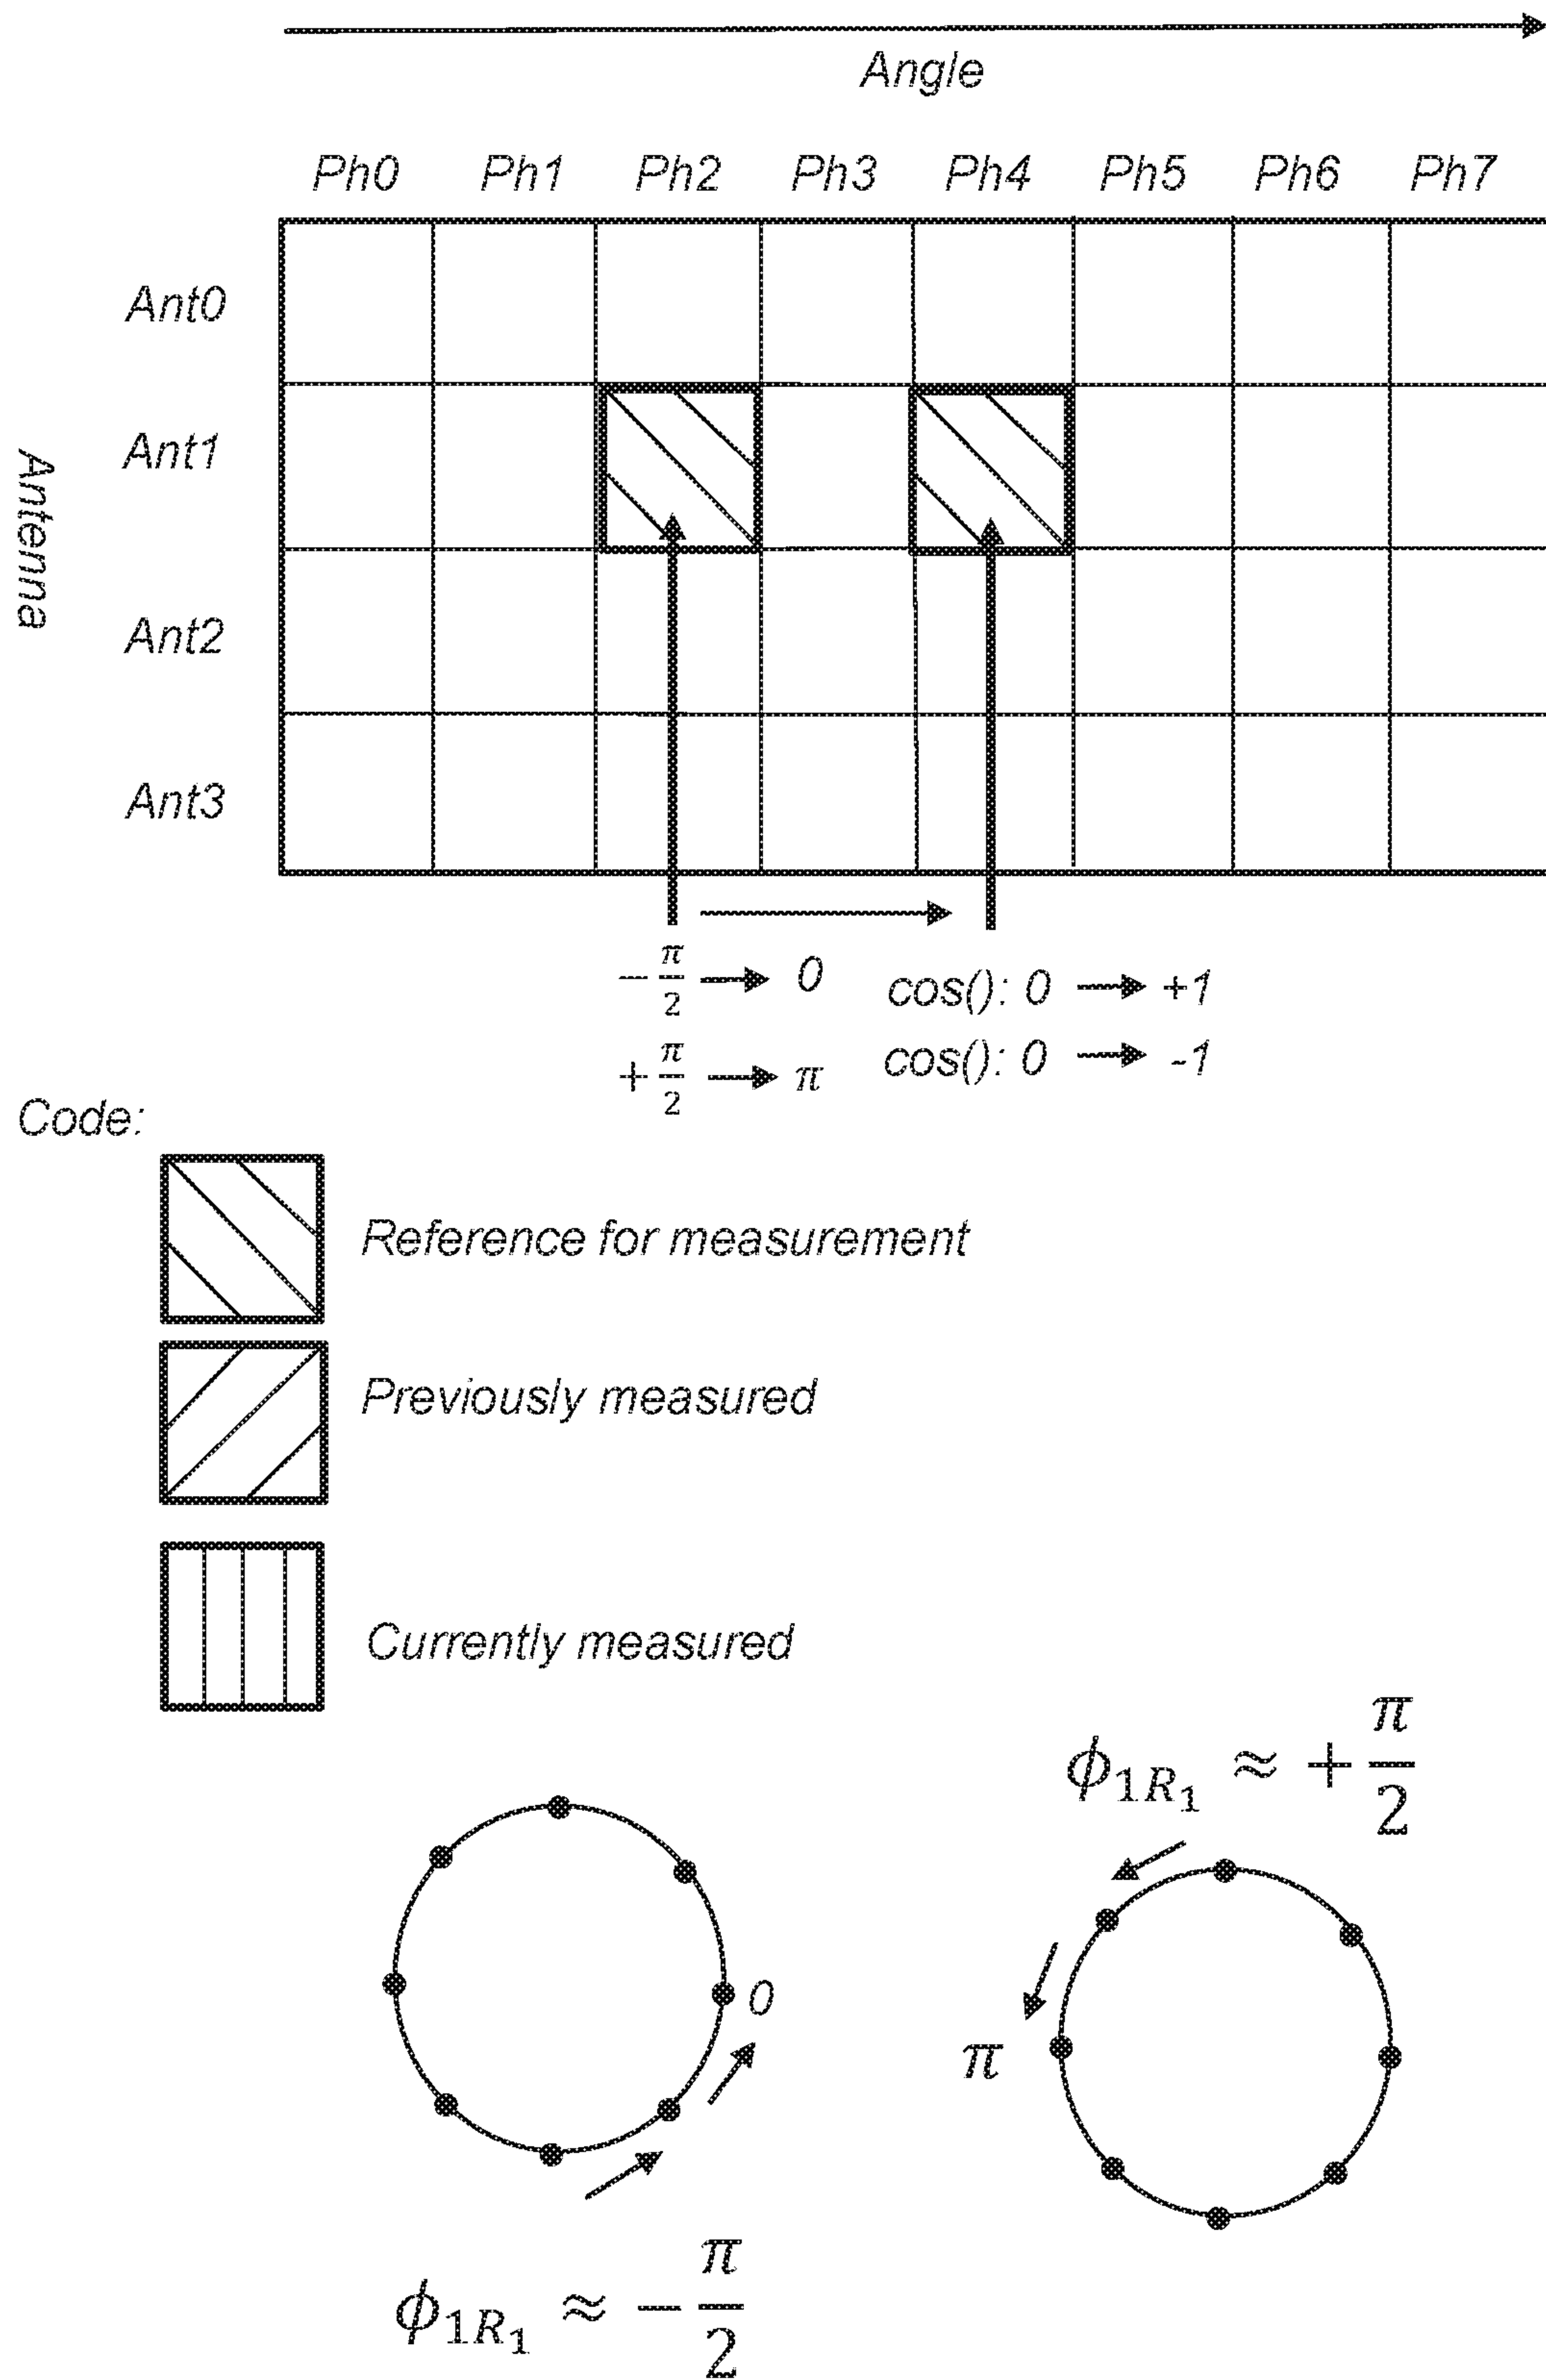 Angle
Ph0 Ph1 Ph2 Ph3 Ph4 Ph5 Ph6 Ph7
Antenna
Ant0
Ant1
Ant2
Ant3
−π/2 → 0 cos(): 0 → +1
+π/2 → π cos(): 0 → -1
Code:
Reference for measurement
Previously measured
Currently measured
ϕ1R1 ≈ +π/2
0
π
ϕ1R1 ≈ −π/2